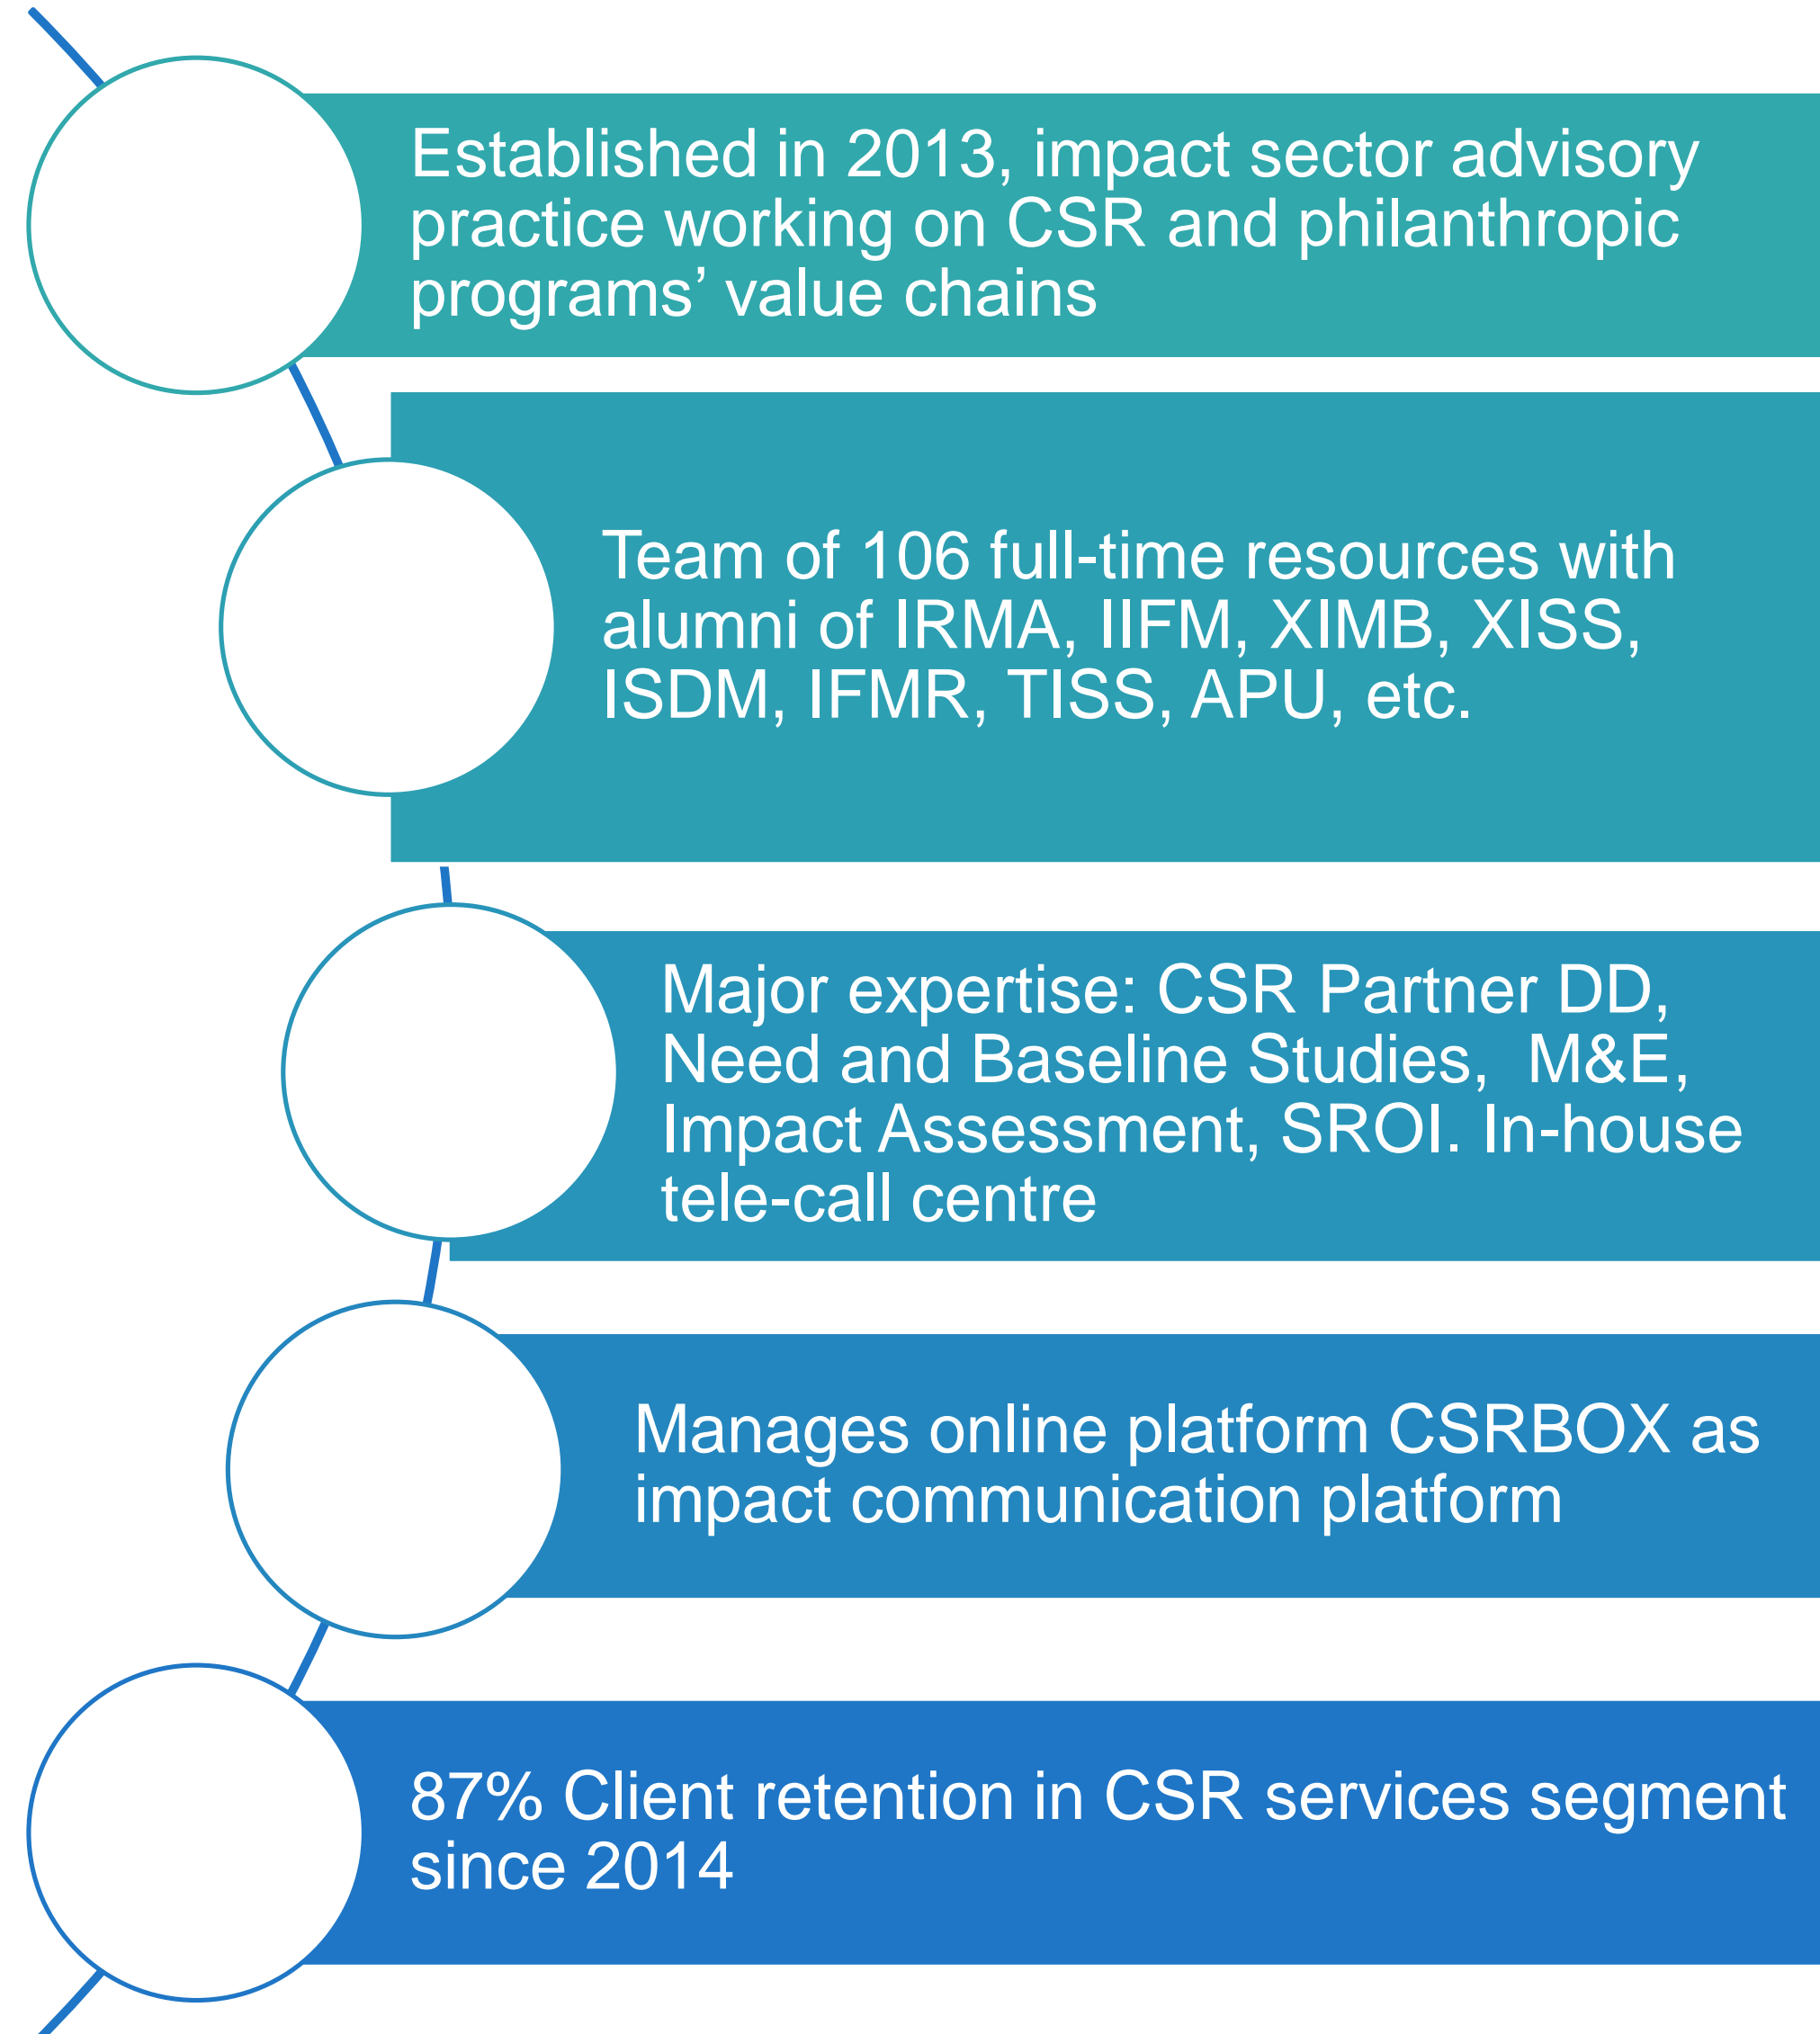 Established in 2013, impact sector advisory
practice working on CSR and philanthropic
programs’ value chains
Team of 106 full-time resources with
alumni of IRMA, IIFM, XIMB, XISS,
ISDM, IFMR, TISS, APU, etc.
Major expertise: CSR Partner DD,
Need and Baseline Studies,  M&E,
Impact Assessment, SROI. In-house
tele-call centre
Manages online platform CSRBOX as
impact communication platform
87% Client retention in CSR services segment
since 2014